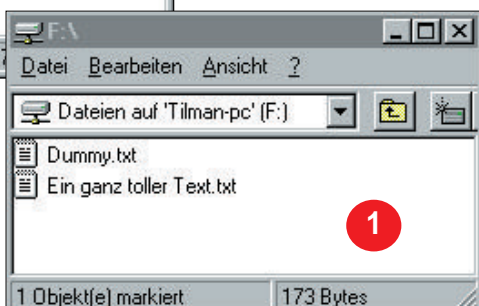 F:\
Datei Bearbeiten Ansicht ?
Dateien auf 'Tilman-pc' (F:)
Dummy.txt
Ein ganz toller Text.txt
1
1 Objekt(e) markiert 173 Bytes